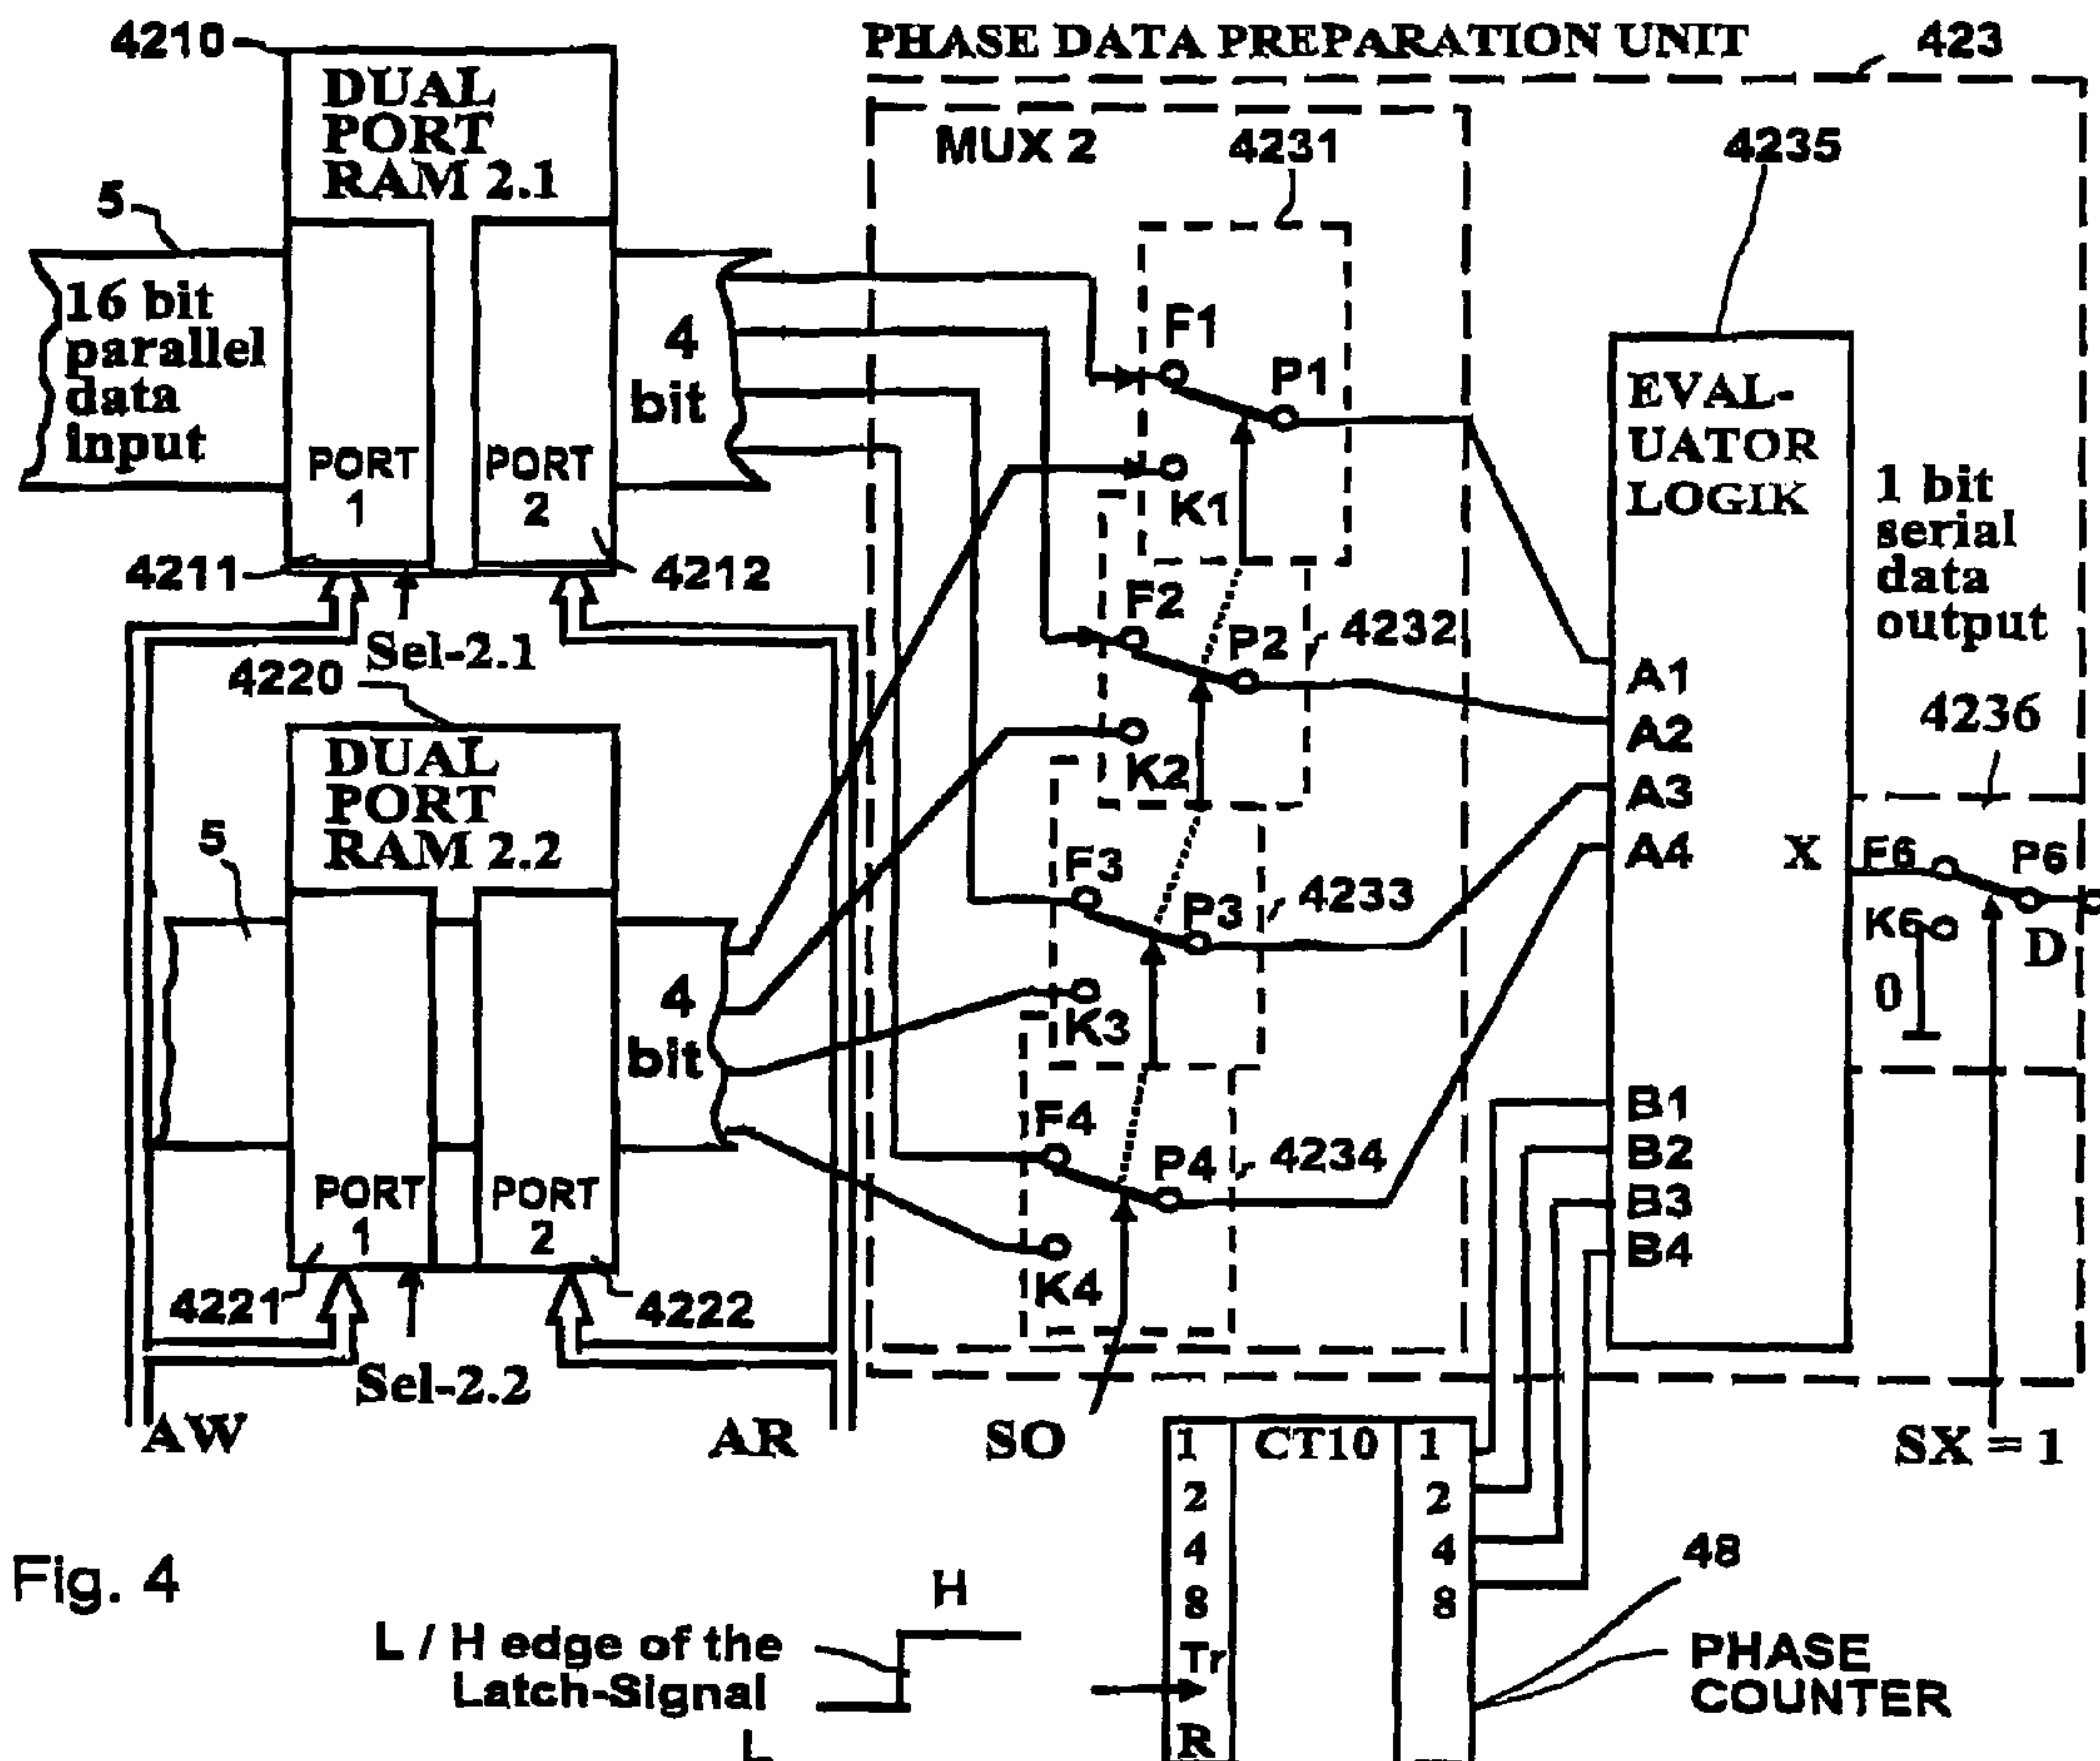 4210
DUAL
PORT
RAM 2.1
5
16 bit
parallel
data
input
PORT
1
PORT
2
4
bit
4211
4212
Sel-2.1
4220
DUAL
PORT
RAM 2.2
5
PORT
1
PORT
2
4
bit
4221
4222
Sel-2.2
AW
AR
PHASE DATA PREPARATION UNIT
423
MUX 2
4231
F1
P1
K1
F2
P2
4232
K2
F3
P3
4233
K3
F4
P4
4234
K4
SO
4235
EVAL-
UATOR
LOGIK
A1
A2
A3
A4
X
B1
B2
B3
B4
1 bit
serial
data
output
4236
F6
P6
K6
D
0
SX = 1
1 CT10 1
2 2
4 4
8 8
Tr
R
48
PHASE
COUNTER
Fig. 4
H
L / H edge of the
Latch-Signal
L